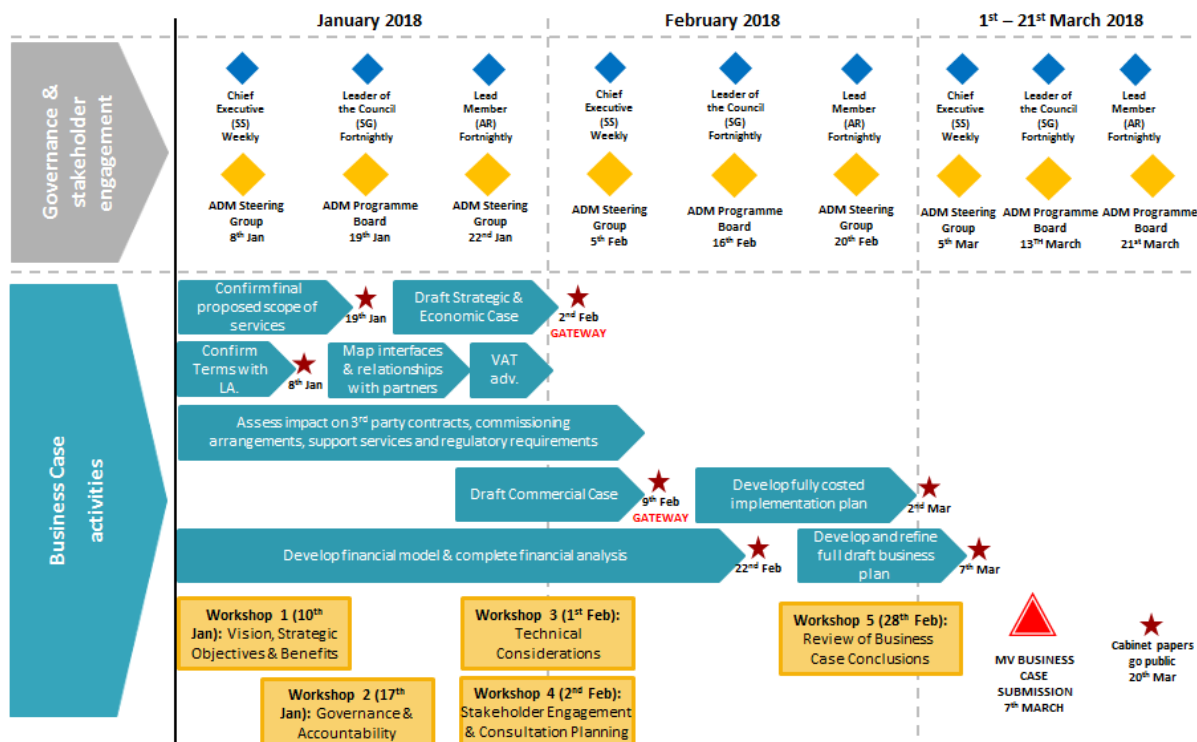 January 2018
February 2018
1st – 21st March 2018
Governance &
stakeholder
engagement
Chief
Executive
(SS)
Weekly
Leader of
the Council
(SG)
Fortnightly
Lead
Member
(AR)
Fortnightly
Chief
Executive
(SS)
Weekly
Leader of
the Council
(SG)
Fortnightly
Lead
Member
(AR)
Fortnightly
Chief
Executive
(SS)
Weekly
Leader of
the Council
(SG)
Fortnightly
Lead
Member
(AR)
Fortnightly
ADM Steering
Group
8th Jan
ADM Programme
Board
19th Jan
ADM Steering
Group
22nd Jan
ADM Steering
Group
5th Feb
ADM Programme
Board
16th Feb
ADM Steering
Group
20th Feb
ADM Steering
Group
5th Mar
ADM Programme
Board
13TH March
ADM Programme
Board
21st March
Business Case
activities
Confirm final
proposed scope of
services
19th Jan
Draft Strategic &
Economic Case
2nd Feb
GATEWAY
Confirm
Terms with
LA.
8th Jan
Map interfaces
& relationships
with partners
VAT
adv.
Assess impact on 3rd party contracts, commissioning
arrangements, support services and regulatory requirements
Draft Commercial Case
9th Feb
GATEWAY
Develop fully costed
implementation plan
2nd Mar
Develop financial model & complete financial analysis
22nd Feb
Develop and refine
full draft business
plan
7th Mar
Workshop 1 (10th
Jan): Vision, Strategic
Objectives & Benefits
Workshop 2 (17th
Jan): Governance &
Accountability
Workshop 3 (1st Feb):
Technical
Considerations
Workshop 4 (2nd Feb):
Stakeholder Engagement
& Consultation Planning
Workshop 5 (28th Feb):
Review of Business
Case Conclusions
MV BUSINESS
CASE
SUBMISSION
7th MARCH
Cabinet papers
go public
20th Mar